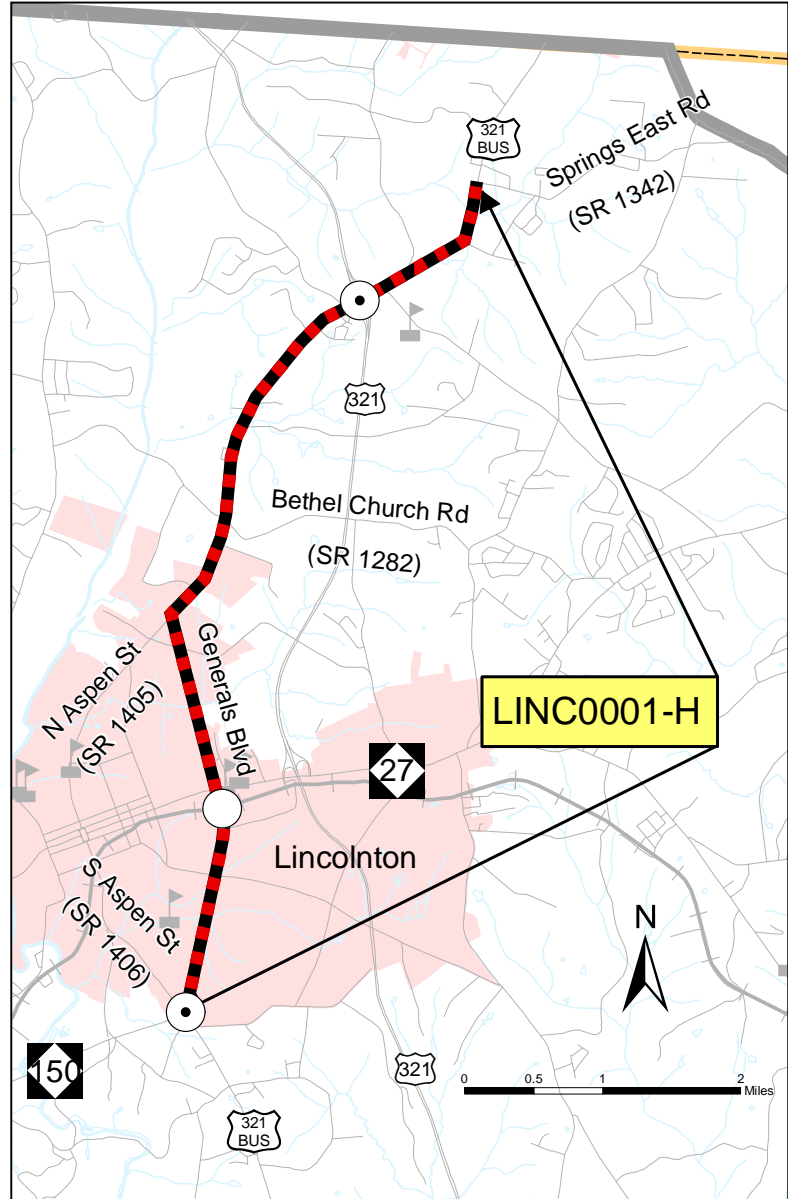 321
BUS
Springs East Rd
(SR 1342)
321
Bethel Church Rd
(SR 1282)
N Aspen St
(SR 1405)
Generals Blvd
LINC0001-H
27
Lincolnton
S Aspen St
(SR 1406)
N
150
321
BUS
321
0 0.5 1 2
Miles